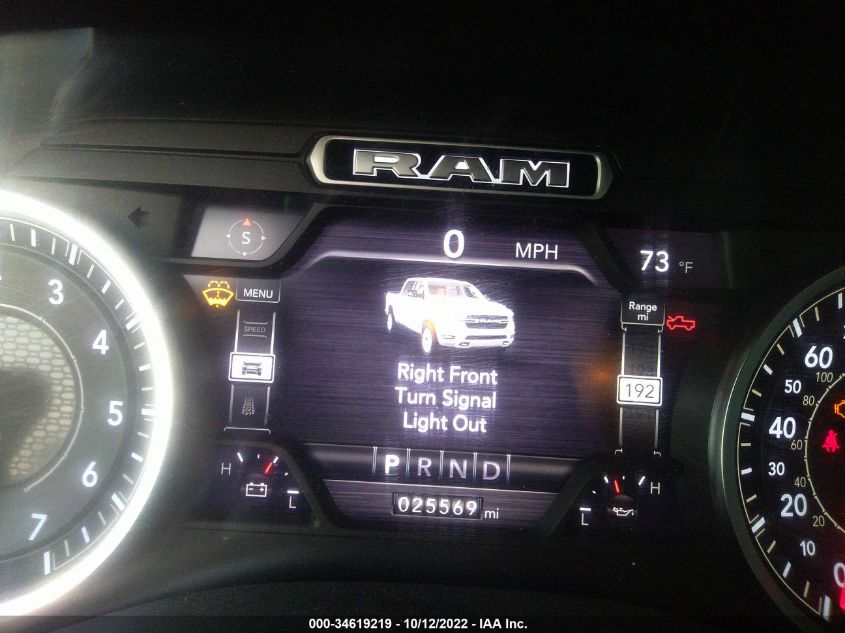 RAM
S
0 MPH
73 °F
MENU
SPEED
Range
mi
192
Right Front
Turn Signal
Light Out
P R N D
025569 mi
H
L
H
L
3
4
5
6
7
60
50
40
30
20
10
0
100
80
60
40
20
000-34619219 - 10/12/2022 - IAA Inc.